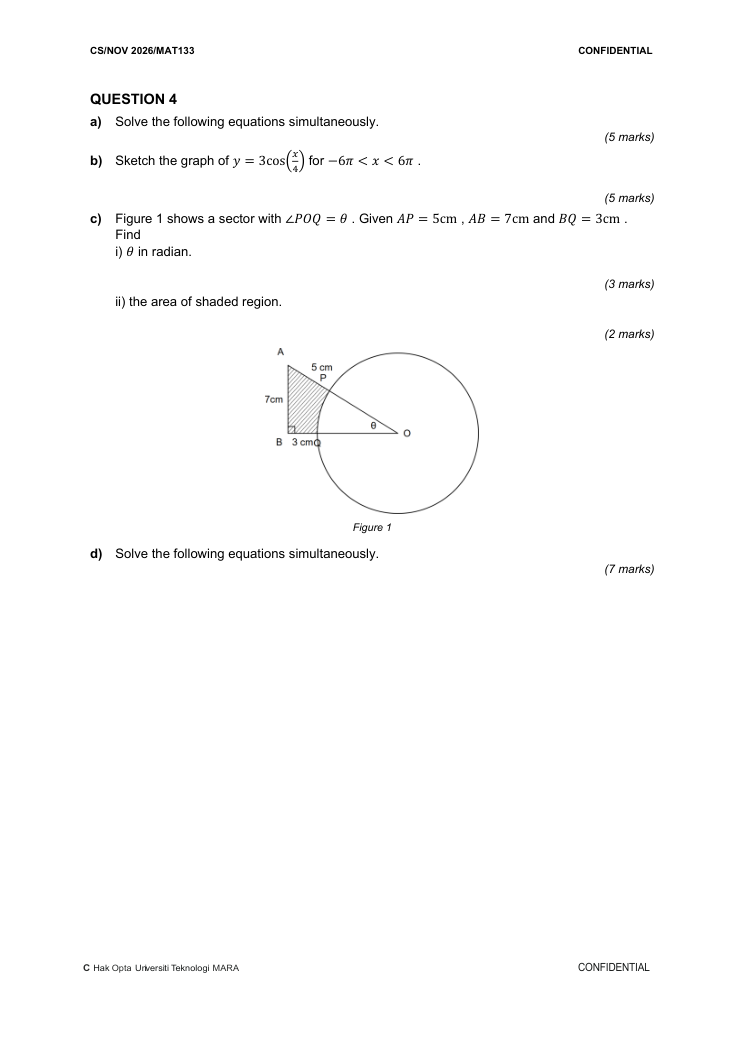 CS/NOV 2026/MAT133 CONFIDENTIAL
QUESTION 4
a) Solve the following equations simultaneously.
(5 marks)
b) Sketch the graph of y = 3cos(x/4) for −6π < x < 6π .
(5 marks)
c) Figure 1 shows a sector with ∠POQ = θ . Given AP = 5cm , AB = 7cm and BQ = 3cm .
Find
i) θ in radian.
(3 marks)
ii) the area of shaded region.
(2 marks)
A
5 cm
P
7cm
θ
O
B 3 cmQ
Figure 1
d) Solve the following equations simultaneously.
(7 marks)
C Hak Opta Universiti Teknologi MARA CONFIDENTIAL